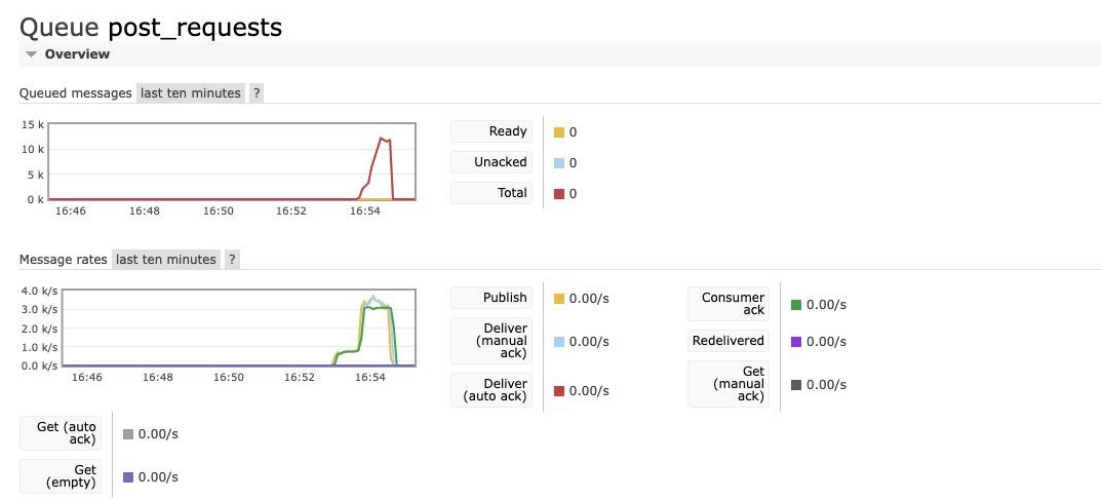 Queue post_requests
Overview
Queued messages last ten minutes ?
15 k
10 k
5 k
0 k
16:46 16:48 16:50 16:52 16:54
Ready 0
Unacked 0
Total 0
Message rates last ten minutes ?
4.0 k/s
3.0 k/s
2.0 k/s
1.0 k/s
0.0 k/s
16:46 16:48 16:50 16:52 16:54
Publish 0.00/s
Deliver
(manual
ack)
0.00/s
Deliver
(auto ack)
0.00/s
Consumer
ack
0.00/s
Redelivered 0.00/s
Get
(manual
ack)
0.00/s
Get (auto
ack)
0.00/s
Get
(empty)
0.00/s